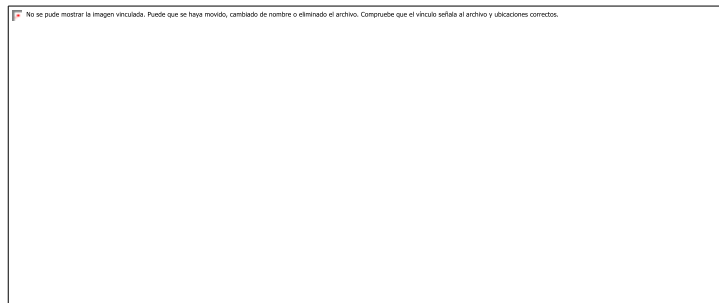 No se pude mostrar la imagen vinculada. Puede que se haya movido, cambiado de nombre o eliminado el archivo. Compruebe que el vínculo señala al archivo y ubicaciones correctos.